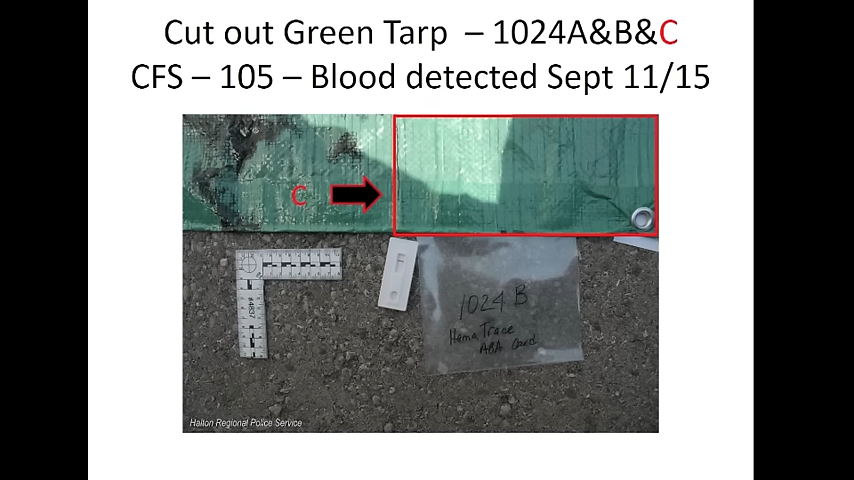 Cut out Green Tarp – 1024A&B&C
CFS – 105 – Blood detected Sept 11/15
C
1024 B
Hema Trace
ABA Card
Halton Regional Police Service